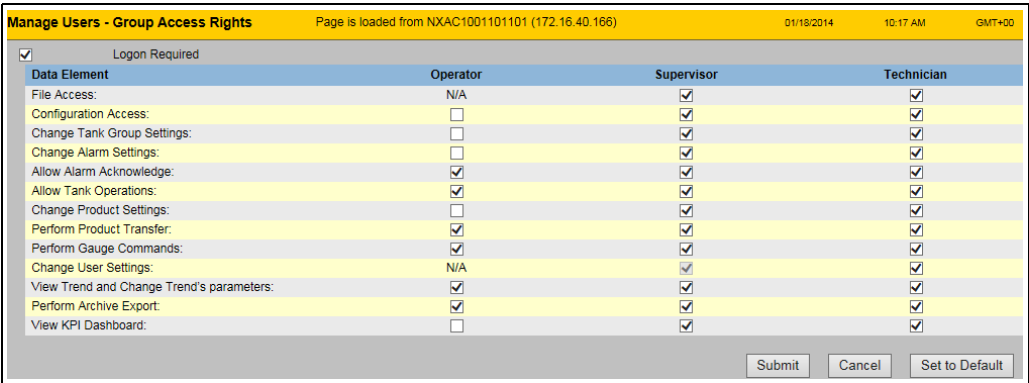 Manage Users - Group Access Rights Page is loaded from NXAC1001101101 (172.16.40.166) 01/18/2014 10:17 AM GMT+00
Logon Required
Data Element Operator Supervisor Technician
File Access: N/A
Configuration Access:
Change Tank Group Settings:
Change Alarm Settings:
Allow Alarm Acknowledge:
Allow Tank Operations:
Change Product Settings:
Perform Product Transfer:
Perform Gauge Commands:
Change User Settings: N/A
View Trend and Change Trend's parameters:
Perform Archive Export:
View KPI Dashboard:
Submit Cancel Set to Default